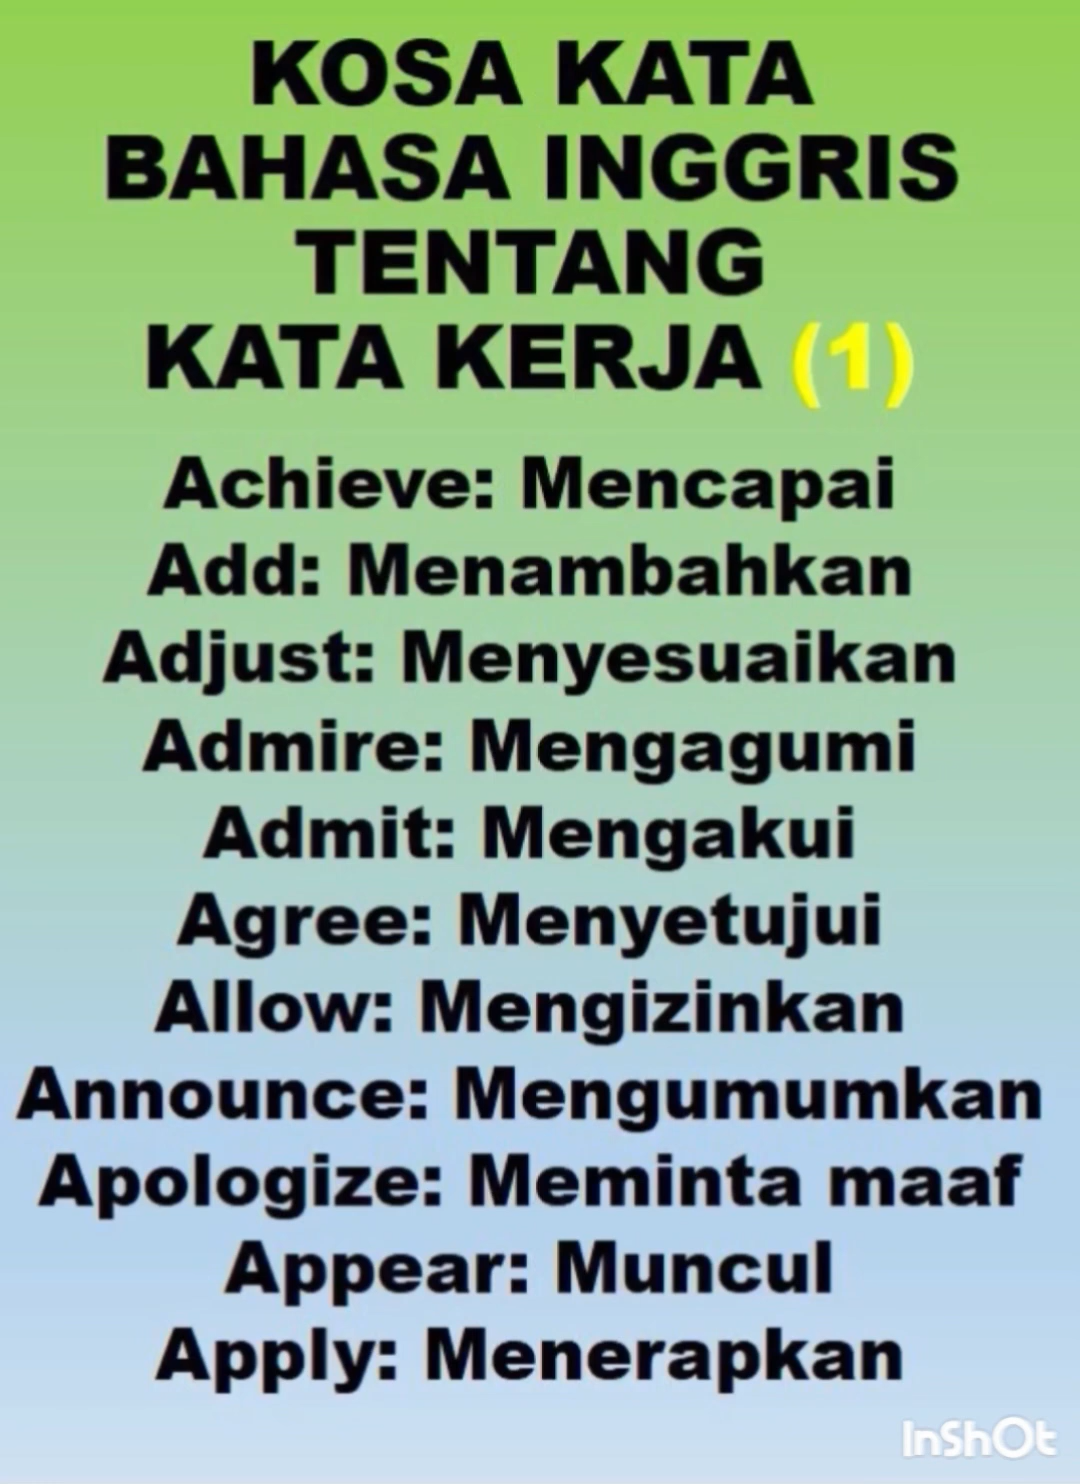 KOSA KATA
BAHASA INGGRIS
TENTANG
KATA KERJA (1)
Achieve: Mencapai
Add: Menambahkan
Adjust: Menyesuaikan
Admire: Mengagumi
Admit: Mengakui
Agree: Menyetujui
Allow: Mengizinkan
Announce: Mengumumkan
Apologize: Meminta maaf
Appear: Muncul
Apply: Menerapkan
InShOt